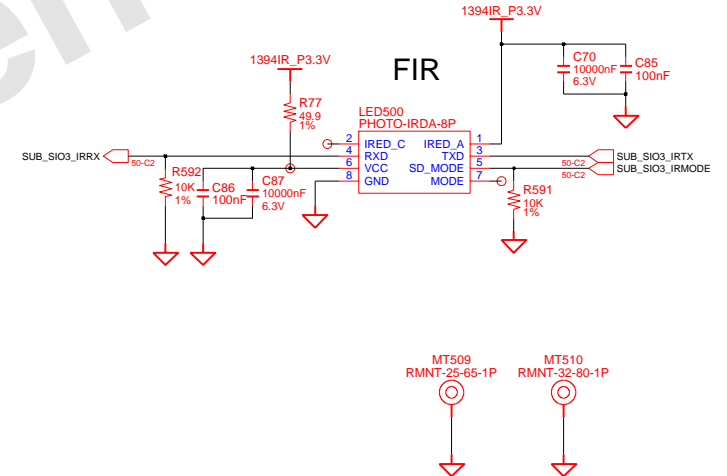 1394IR_P3.3V
1394IR_P3.3V
FIR
C70
10000nF
6.3V
C85
100nF
R77
49.9
1%
LED500
PHOTO-IRDA-8P
2 IRED_C IRED_A 1
4 RXD TXD 3
6 VCC SD_MODE 5
8 GND MODE 7
SUB_SIO3_IRRX
50-C2
SUB_SIO3_IRTX
50-C2
SUB_SIO3_IRMODE
50-C2
R592
10K
1%
C86
100nF
C87
10000nF
6.3V
R591
10K
1%
MT509
RMNT-25-65-1P
MT510
RMNT-32-80-1P